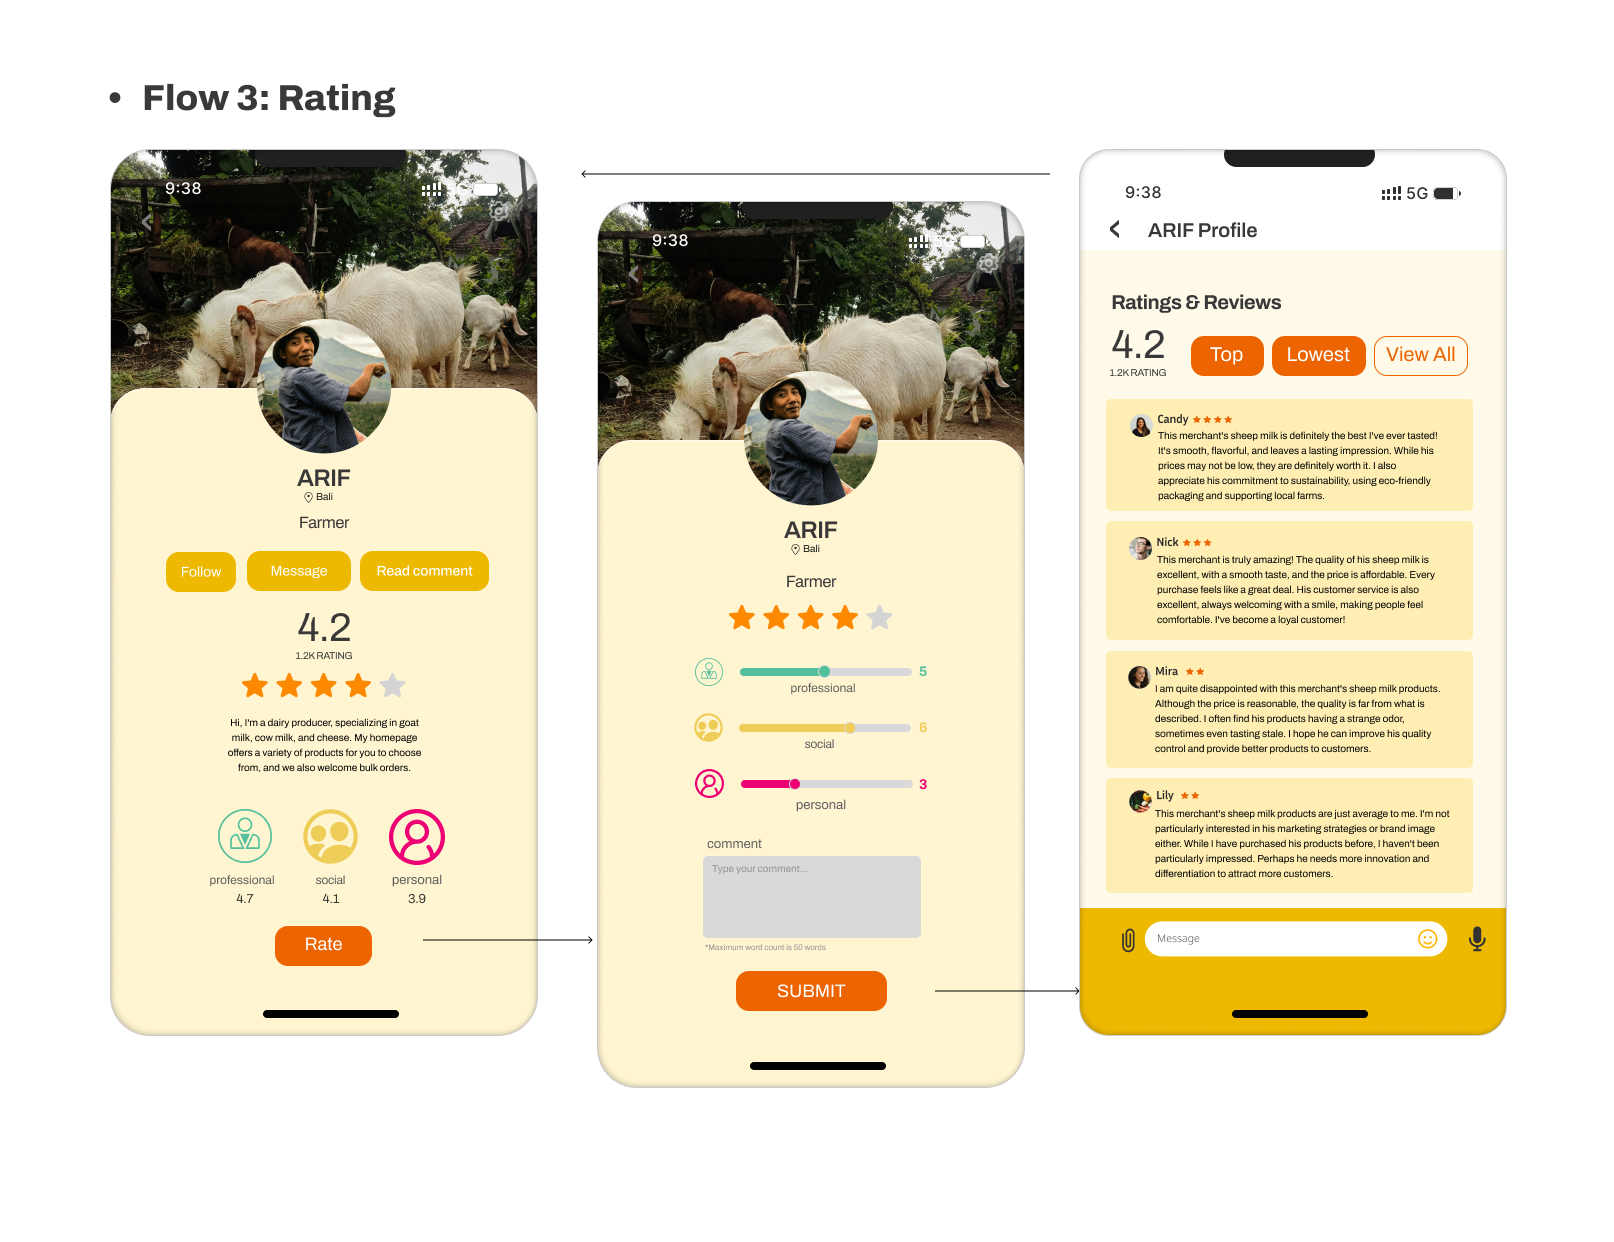 • Flow 3: Rating
9:38
ARIF
Bali
Farmer
Follow
Message
Read comment
4.2
1.2K RATING
Hi, I'm a dairy producer, specializing in goat
milk, cow milk, and cheese. My homepage
offers a variety of products for you to choose
from, and we also welcome bulk orders.
professional
social
personal
4.7
4.1
3.9
Rate
9:38
ARIF
Bali
Farmer
5
professional
6
social
3
personal
comment
Type your comment...
*Maximum word count is 50 words
SUBMIT
9:38
5G
ARIF Profile
Ratings & Reviews
4.2
1.2K RATING
Top
Lowest
View All
Candy
This merchant's sheep milk is definitely the best I've ever tasted!
It's smooth, flavorful, and leaves a lasting impression. While his
prices may not be low, they are definitely worth it. I also
appreciate his commitment to sustainability, using eco-friendly
packaging and supporting local farms.
Nick
This merchant is truly amazing! The quality of his sheep milk is
excellent, with a smooth taste, and the price is affordable. Every
purchase feels like a great deal. His customer service is also
excellent, always welcoming with a smile, making people feel
comfortable. I've become a loyal customer!
Mira
I am quite disappointed with this merchant's sheep milk products.
Although the price is reasonable, the quality is far from what is
described. I often find his products having a strange odor,
sometimes even tasting stale. I hope he can improve his quality
control and provide better products to customers.
Lily
This merchant's sheep milk products are just average to me. I'm not
particularly interested in his marketing strategies or brand image
either. While I have purchased his products before, I haven't been
particularly impressed. Perhaps he needs more innovation and
differentiation to attract more customers.
Message